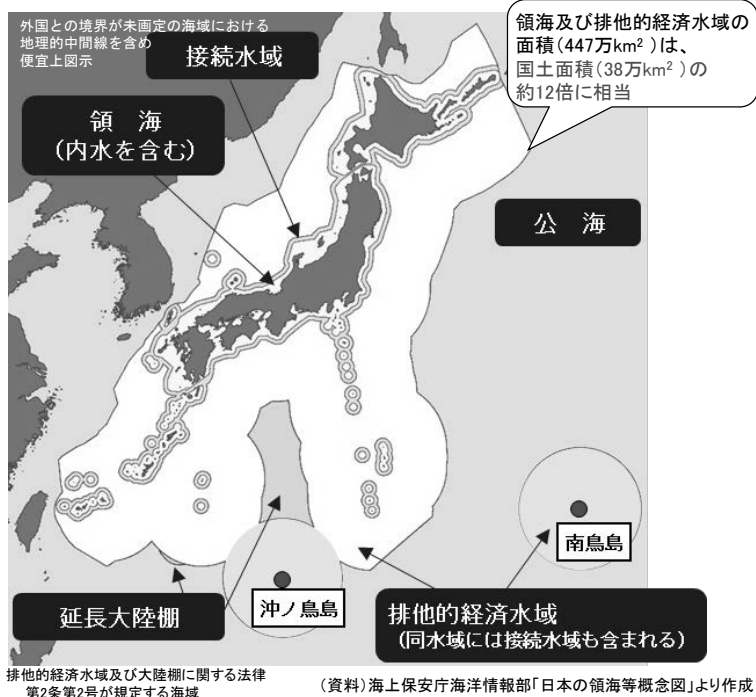 外国との境界が未画定の海域における
地理的中間線を含め
便宜上図示
接続水域
領海及び排他的経済水域の
面積(447万km²)は、
国土面積(38万km²)の
約12倍に相当
領 海
(内水を含む)
公 海
南鳥島
沖ノ鳥島
延長大陸棚
排他的経済水域
(同水域には接続水域も含まれる)
排他的経済水域及び大陸棚に関する法律
第2条第2号が規定する海域
(資料)海上保安庁海洋情報部「日本の領海等概念図」より作成